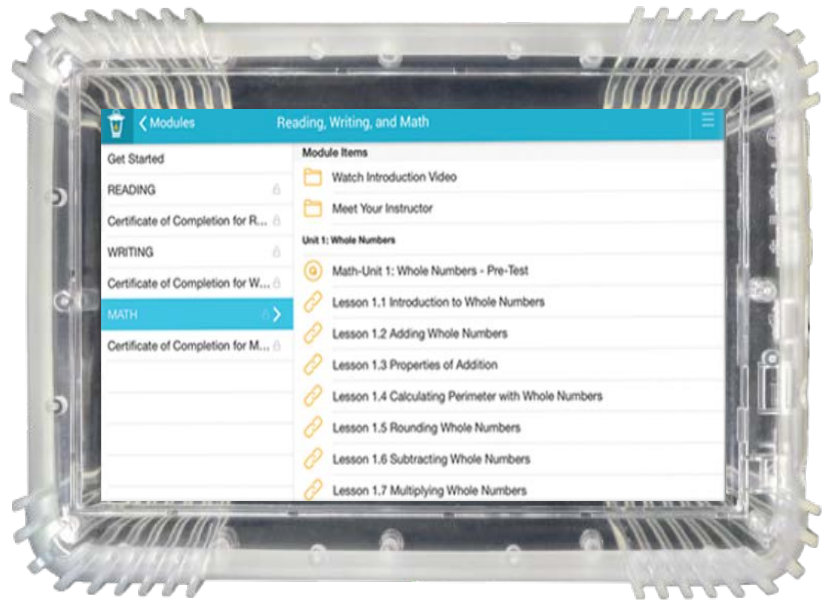 Modules
Reading, Writing, and Math
Get Started
READING
Certificate of Completion for R...
WRITING
Certificate of Completion for W...
MATH
Certificate of Completion for M...
Module Items
Watch Introduction Video
Meet Your Instructor
Unit 1: Whole Numbers
Math-Unit 1: Whole Numbers - Pre-Test
Lesson 1.1 Introduction to Whole Numbers
Lesson 1.2 Adding Whole Numbers
Lesson 1.3 Properties of Addition
Lesson 1.4 Calculating Perimeter with Whole Numbers
Lesson 1.5 Rounding Whole Numbers
Lesson 1.6 Subtracting Whole Numbers
Lesson 1.7 Multiplying Whole Numbers